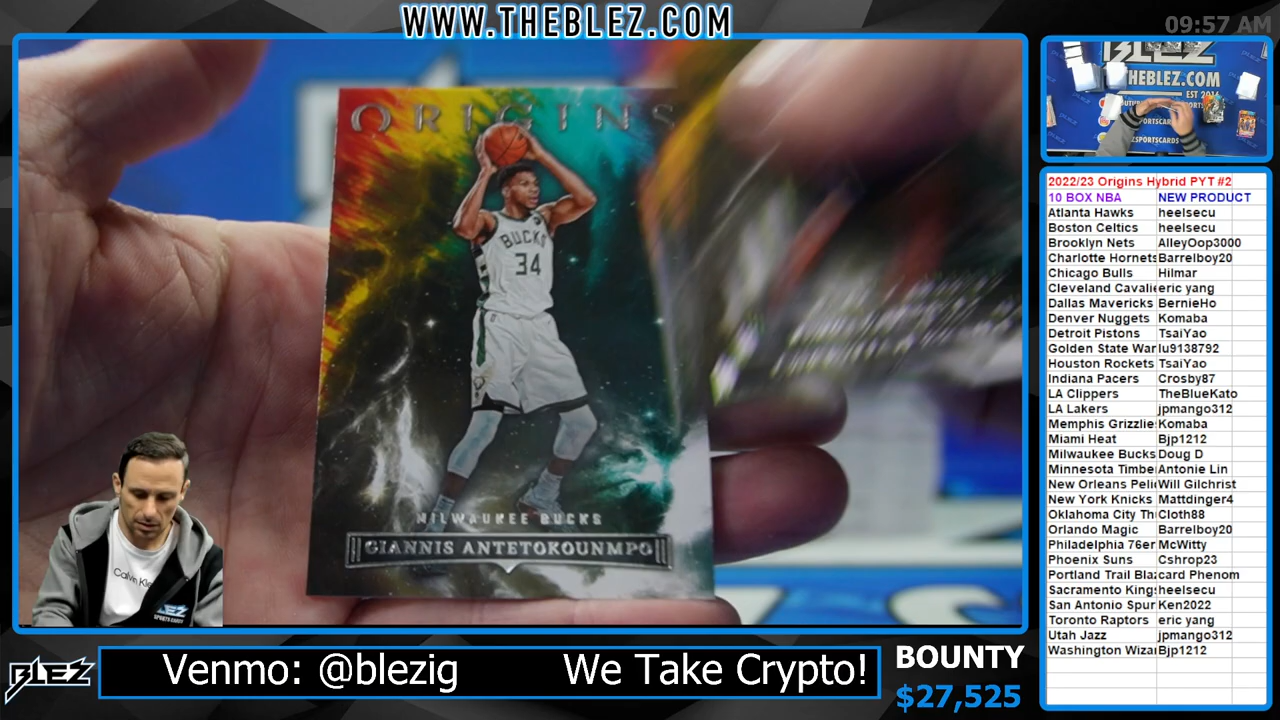 WWW.THEBLEZ.COM
09:57 AM
ORIGINS
BUCKS
34
MILWAUKEE BUCKS
GIANNIS ANTETOKOUNMPO
Calvin Kle
BLEZ
THEBLEZ.COM
EST
2022/23 Origins Hybrid PYT #2
10 BOX NBA NEW PRODUCT
Atlanta Hawks heelsecu
Boston Celtics heelsecu
Brooklyn Nets AlleyOop3000
Charlotte Hornets Barrelboy20
Chicago Bulls Hilmar
Cleveland Cavalie eric yang
Dallas Mavericks BernieHo
Denver Nuggets Komaba
Detroit Pistons TsaiYao
Golden State War lu9138792
Houston Rockets TsaiYao
Indiana Pacers Crosby87
LA Clippers TheBlueKato
LA Lakers jpmango312
Memphis Grizzlie Komaba
Miami Heat Bjp1212
Milwaukee Bucks Doug D
Minnesota Timbe Antonie Lin
New Orleans Peli Will Gilchrist
New York Knicks Mattdinger4
Oklahoma City Th Cloth88
Orlando Magic Barrelboy20
Philadelphia 76er McWitty
Phoenix Suns Cshrop23
Portland Trail Blaz card Phenom
Sacramento Kings heelsecu
San Antonio Spur Ken2022
Toronto Raptors eric yang
Utah Jazz jpmango312
Washington Wizar Bjp1212
BLEZ
Venmo: @blezig We Take Crypto!
BOUNTY
$27,525